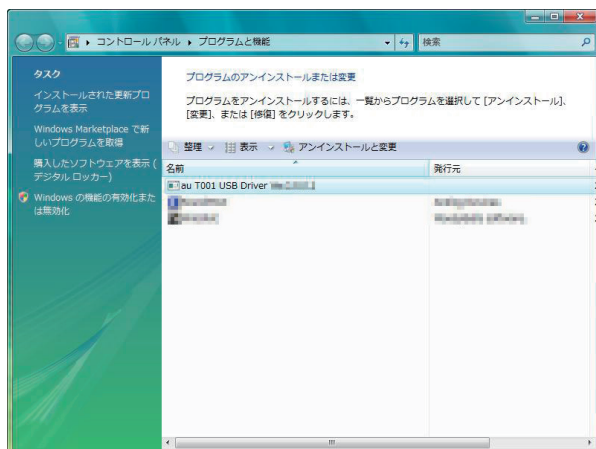 コントロール パネル ▸ プログラムと機能
検索
タスク
インストールされた更新プロ
グラムを表示
Windows Marketplace で新
しいプログラムを取得
購入したソフトウェアを表示 (
デジタル ロッカー)
Windows の機能の有効化また
は無効化
プログラムのアンインストールまたは変更
プログラムをアンインストールするには、一覧からプログラムを選択して [アンインストール]、
[変更]、または [修復] をクリックします。
整理 表示 アンインストールと変更
名前 発行元
au T001 USB Driver